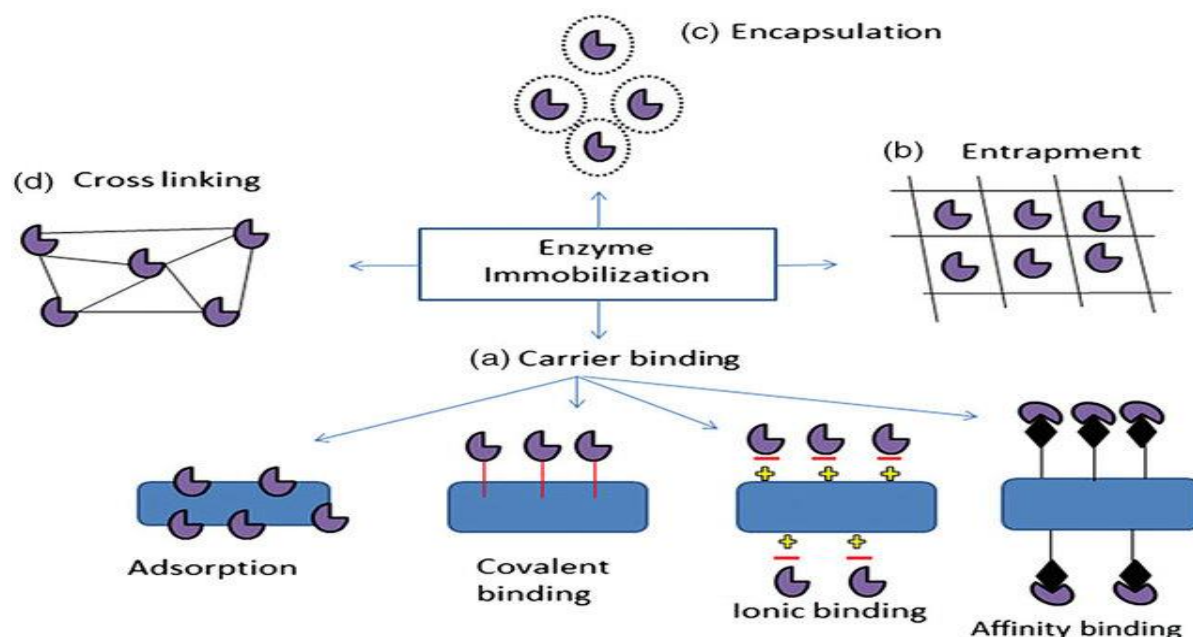 (c) Encapsulation
(b) Entrapment
(d) Cross linking
Enzyme
Immobilization
(a) Carrier binding
Adsorption
Covalent
binding
Ionic binding
Affinity binding